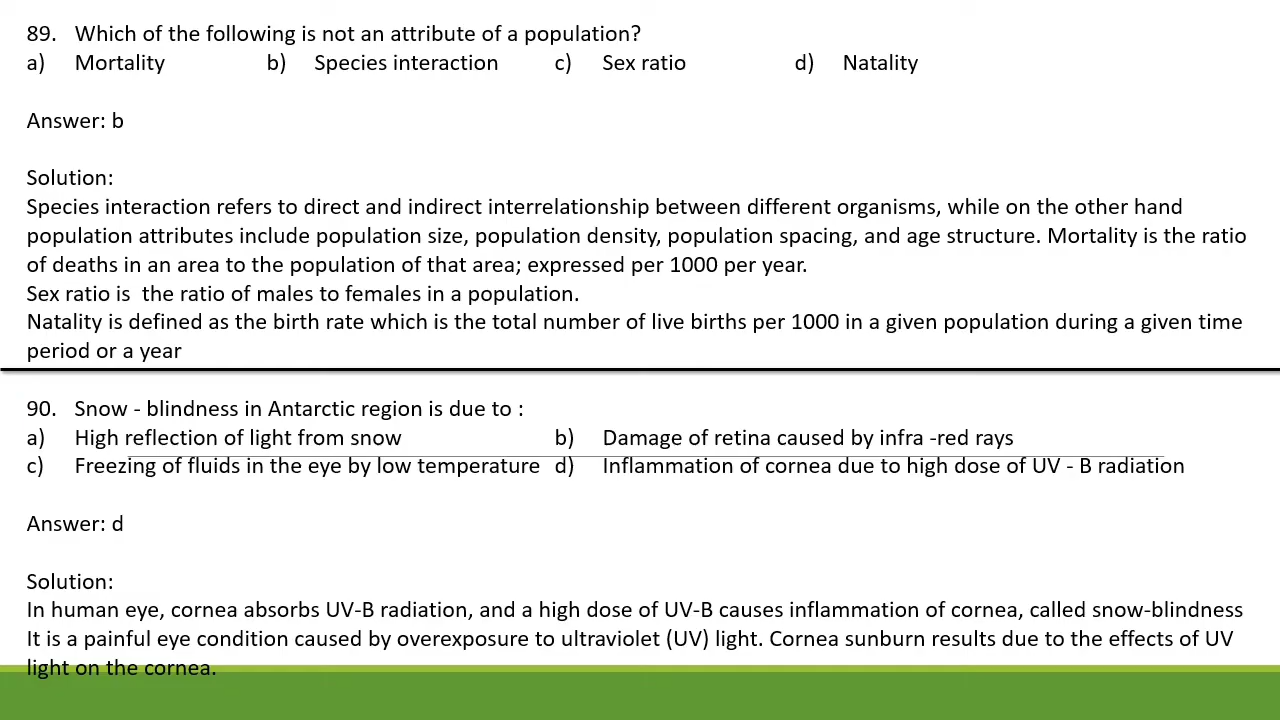 89. Which of the following is not an attribute of a population?
a) Mortality b) Species interaction c) Sex ratio d) Natality
Answer: b
Solution:
Species interaction refers to direct and indirect interrelationship between different organisms, while on the other hand
population attributes include population size, population density, population spacing, and age structure. Mortality is the ratio
of deaths in an area to the population of that area; expressed per 1000 per year.
Sex ratio is  the ratio of males to females in a population.
Natality is defined as the birth rate which is the total number of live births per 1000 in a given population during a given time
period or a year
90. Snow - blindness in Antarctic region is due to :
a) High reflection of light from snow b) Damage of retina caused by infra -red rays
c) Freezing of fluids in the eye by low temperature d) Inflammation of cornea due to high dose of UV - B radiation
Answer: d
Solution:
In human eye, cornea absorbs UV-B radiation, and a high dose of UV-B causes inflammation of cornea, called snow-blindness
It is a painful eye condition caused by overexposure to ultraviolet (UV) light. Cornea sunburn results due to the effects of UV
light on the cornea.